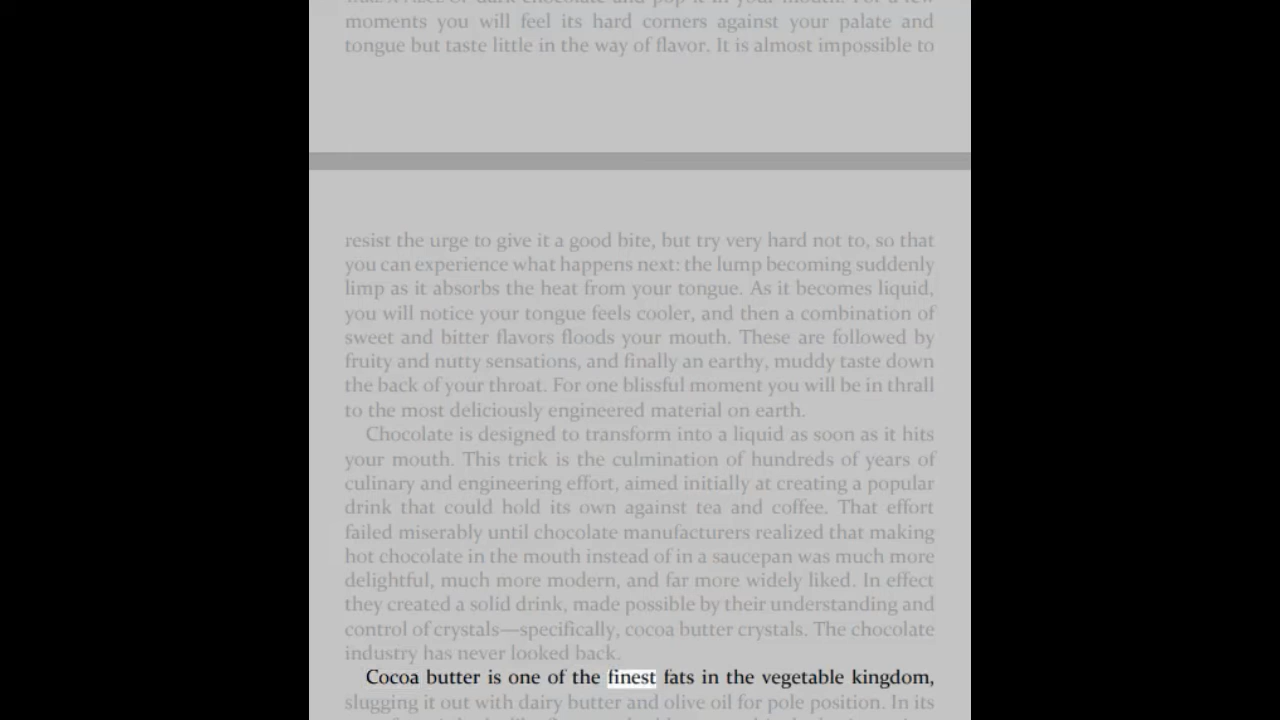 of dark chocolate and pop it in your mouth. For a few
moments you will feel its hard corners against your palate and
tongue but taste little in the way of flavor. It is almost impossible to
resist the urge to give it a good bite, but try very hard not to, so that
you can experience what happens next: the lump becoming suddenly
limp as it absorbs the heat from your tongue. As it becomes liquid,
you will notice your tongue feels cooler, and then a combination of
sweet and bitter flavors floods your mouth. These are followed by
fruity and nutty sensations, and finally an earthy, muddy taste down
the back of your throat. For one blissful moment you will be in thrall
to the most deliciously engineered material on earth.
Chocolate is designed to transform into a liquid as soon as it hits
your mouth. This trick is the culmination of hundreds of years of
culinary and engineering effort, aimed initially at creating a popular
drink that could hold its own against tea and coffee. That effort
failed miserably until chocolate manufacturers realized that making
hot chocolate in the mouth instead of in a saucepan was much more
delightful, much more modern, and far more widely liked. In effect
they created a solid drink, made possible by their understanding and
control of crystals—specifically, cocoa butter crystals. The chocolate
industry has never looked back.
Cocoa butter is one of the finest fats in the vegetable kingdom,
slugging it out with dairy butter and olive oil for pole position. In its